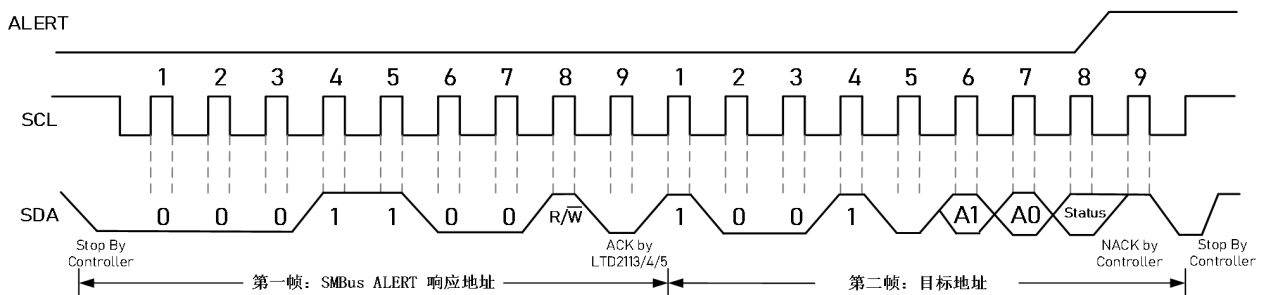 ALERT
1 2 3 4 5 6 7 8 9 1 2 3 4 5 6 7 8 9
SCL
SDA
0 0 0 1 1 0 0 R/W̅ 1 0 0 1 A1 A0 Status
Stop By
Controller
ACK by
LTD2113/4/5
NACK by
Controller
Stop By
Controller
第一帧：SMBus ALERT 响应地址
第二帧：目标地址